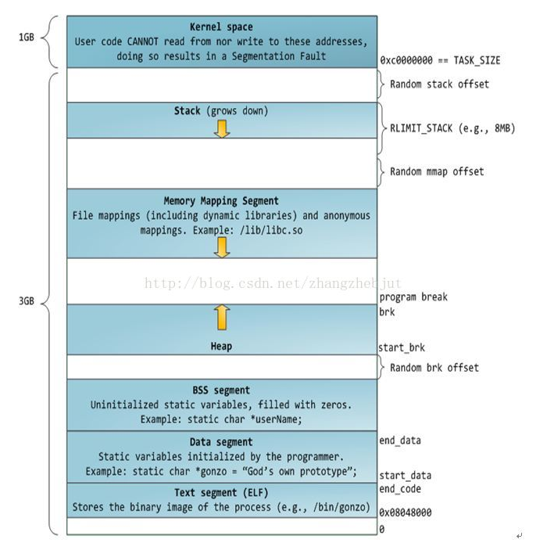 Kernel space
1GB
User code CANNOT read from nor write to these addresses,
doing so results in a Segmentation Fault
0xc0000000 == TASK_SIZE
Random stack offset
Stack (grows down)
RLIMIT_STACK (e.g., 8MB)
Random mmap offset
Memory Mapping Segment
File mappings (including dynamic libraries) and anonymous
mappings. Example: /lib/libc.so
http://blog.csdn.net/zhangzhebjut
3GB
program break
brk
Heap
start_brk
Random brk offset
BSS segment
Uninitialized static variables, filled with zeros.
Example: static char *userName;
Data segment
end_data
Static variables initialized by the programmer.
Example: static char *gonzo = “God's own prototype”;
start_data
end_code
Text segment (ELF)
Stores the binary image of the process (e.g., /bin/gonzo)
0x08048000
0